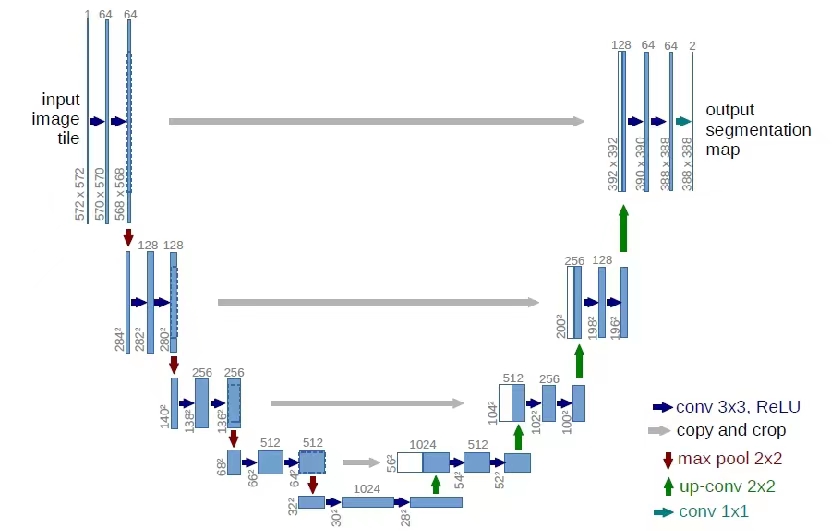 1 64 64
input
image
tile
572 x 572
570 x 570
568 x 568
128 64 64 2
output
segmentation
map
392 x 392
390 x 390
388 x 388
388 x 388
128 128
284²
282²
280²
256 128
200²
198²
196²
256 256
140²
138²
136²
512 256
104²
102²
100²
512 512
68²
66²
64²
1024 512
56²
54²
52²
1024
32²
30²
28²
conv 3x3, ReLU
copy and crop
max pool 2x2
up-conv 2x2
conv 1x1